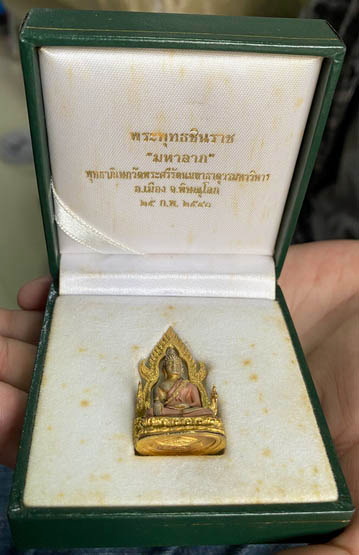 พระพุทธชินราช
"มหาลาภ"
พุทธาภิเษกวัดพระศรีรัตนมหาธาตุวรมหาวิหาร
อ.เมือง จ.พิษณุโลก
๒๕ ก.พ. ๒๕๔๐